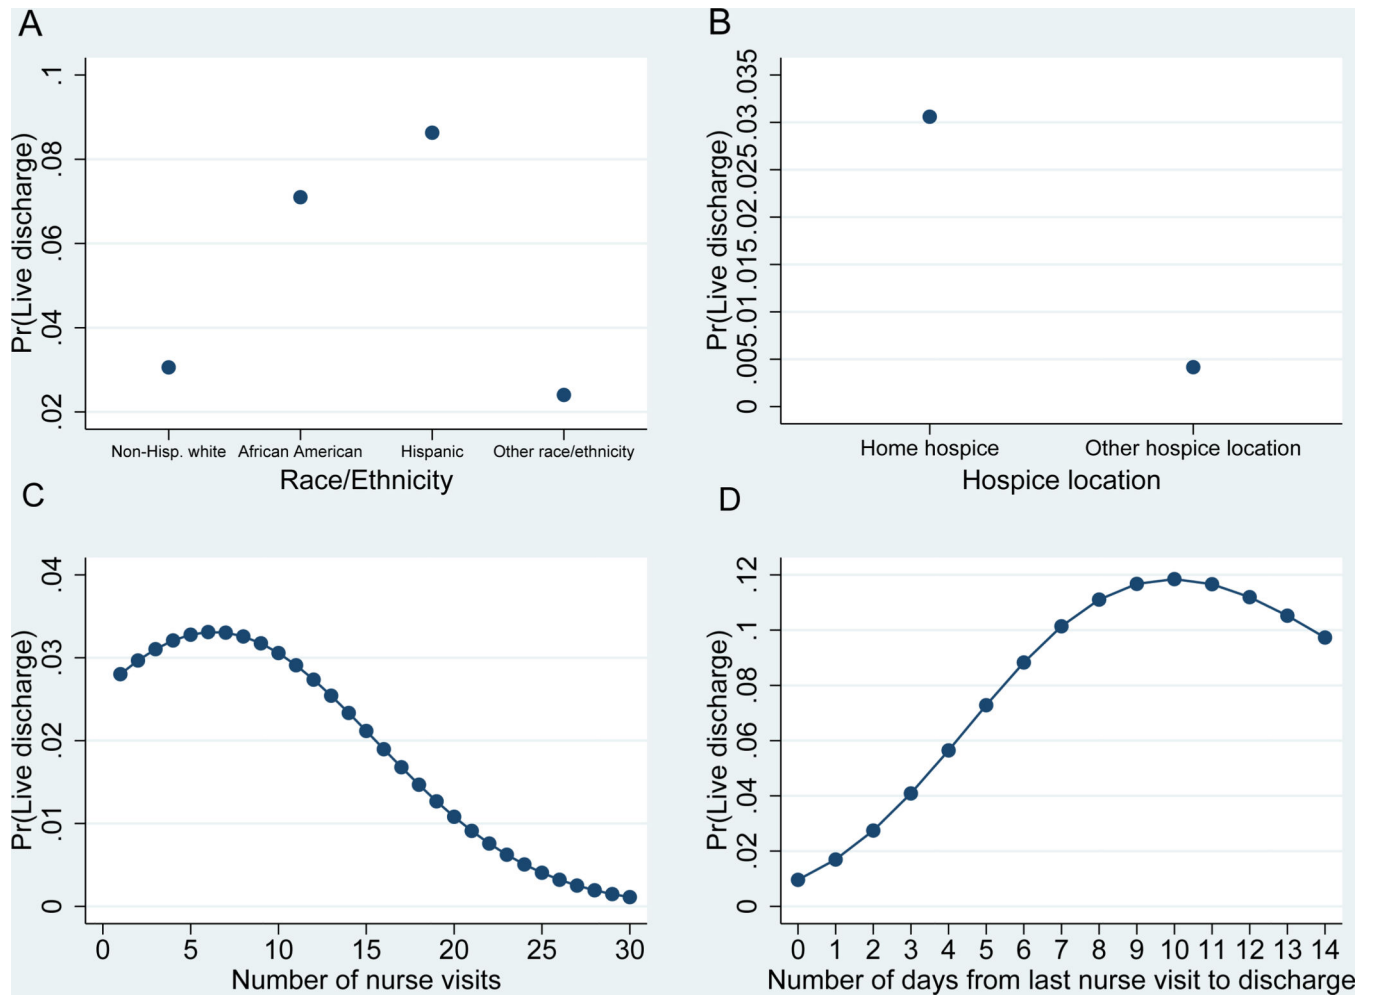 A
Pr(Live discharge)
.1
.08
.06
.04
.02
Non-Hisp. white African American Hispanic Other race/ethnicity
Race/Ethnicity
B
Pr(Live discharge)
.035
.03
.025
.02
.015
.01
.005
0
Home hospice Other hospice location
Hospice location
C
Pr(Live discharge)
.04
.03
.02
.01
0
0 5 10 15 20 25 30
Number of nurse visits
D
Pr(Live discharge)
.12
.1
.08
.06
.04
.02
0
0 1 2 3 4 5 6 7 8 9 10 11 12 13 14
Number of days from last nurse visit to discharge